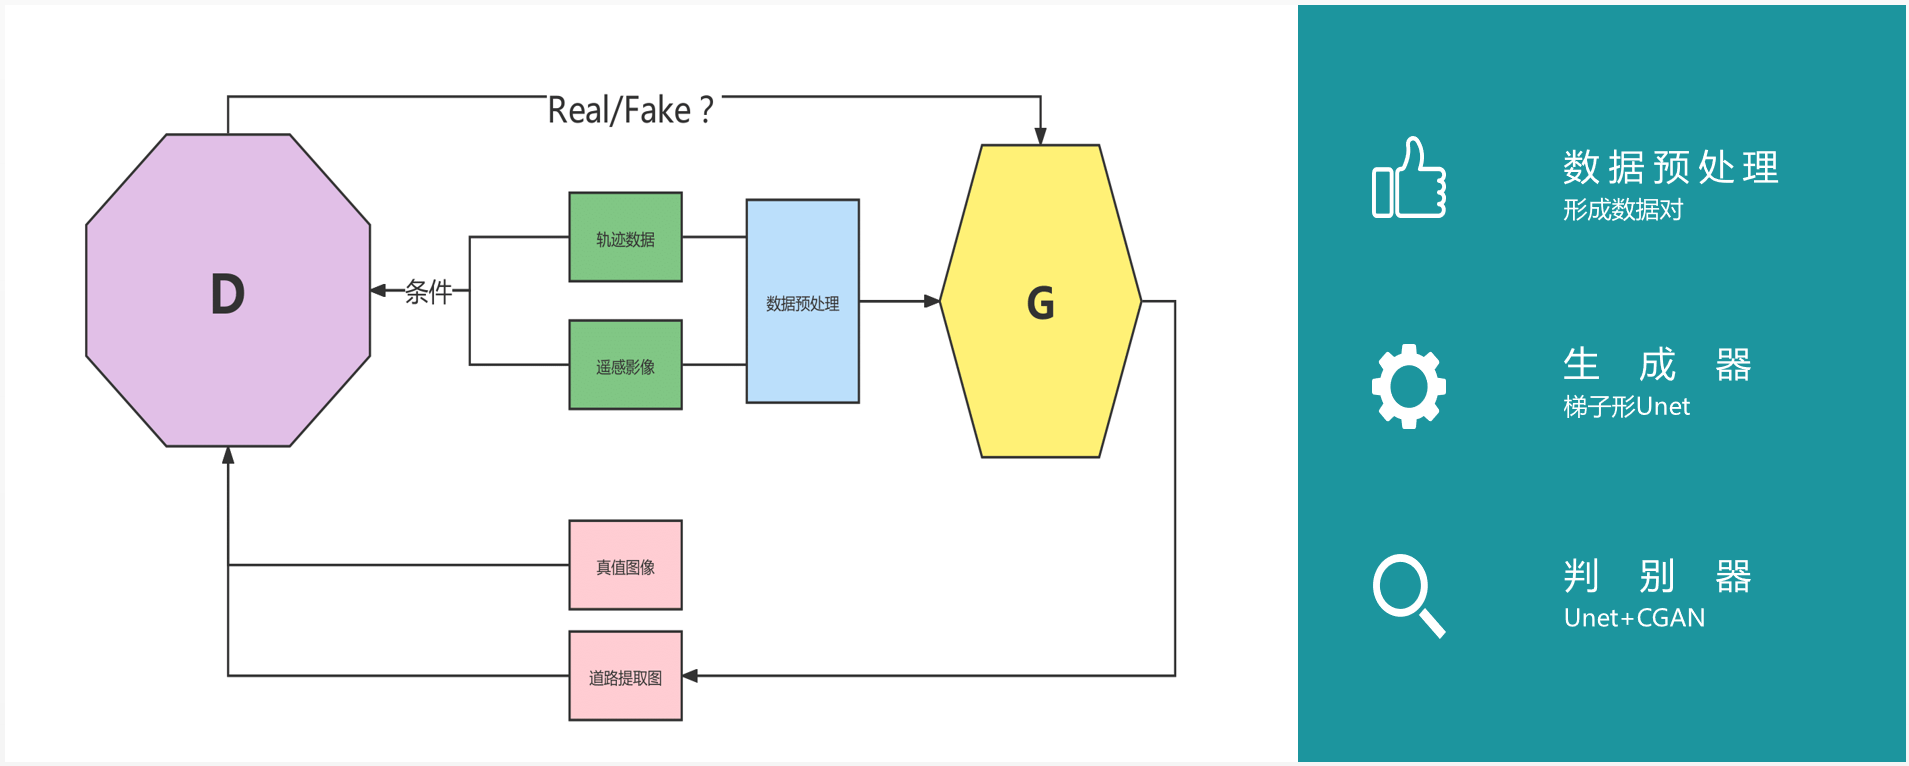 Real/Fake？
D
条件
轨迹数据
遥感影像
数据预处理
G
真值图像
道路提取图
数据预处理
形成数据对
生成器
梯子形Unet
判别器
Unet+CGAN